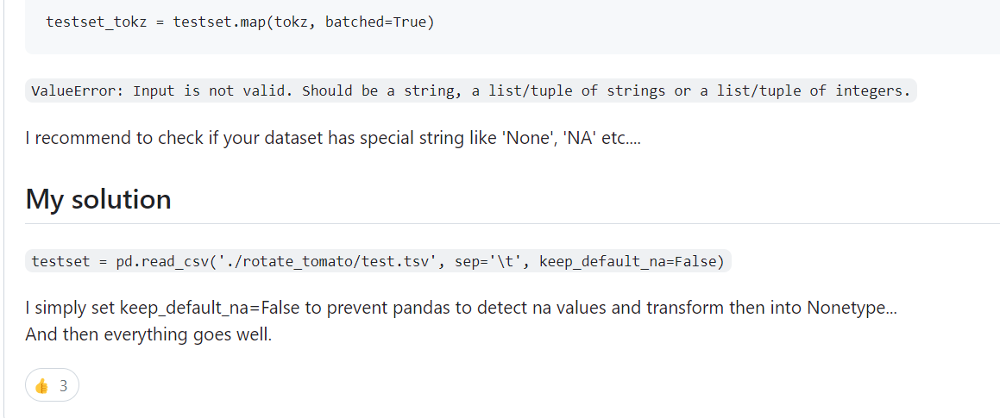 testset_tokz = testset.map(tokz, batched=True)
ValueError: Input is not valid. Should be a string, a list/tuple of strings or a list/tuple of integers.
I recommend to check if your dataset has special string like 'None', 'NA' etc....
My solution
testset = pd.read_csv('./rotate_tomato/test.tsv', sep='\t', keep_default_na=False)
I simply set keep_default_na=False to prevent pandas to detect na values and transform then into Nonetype...
And then everything goes well.
👍 3